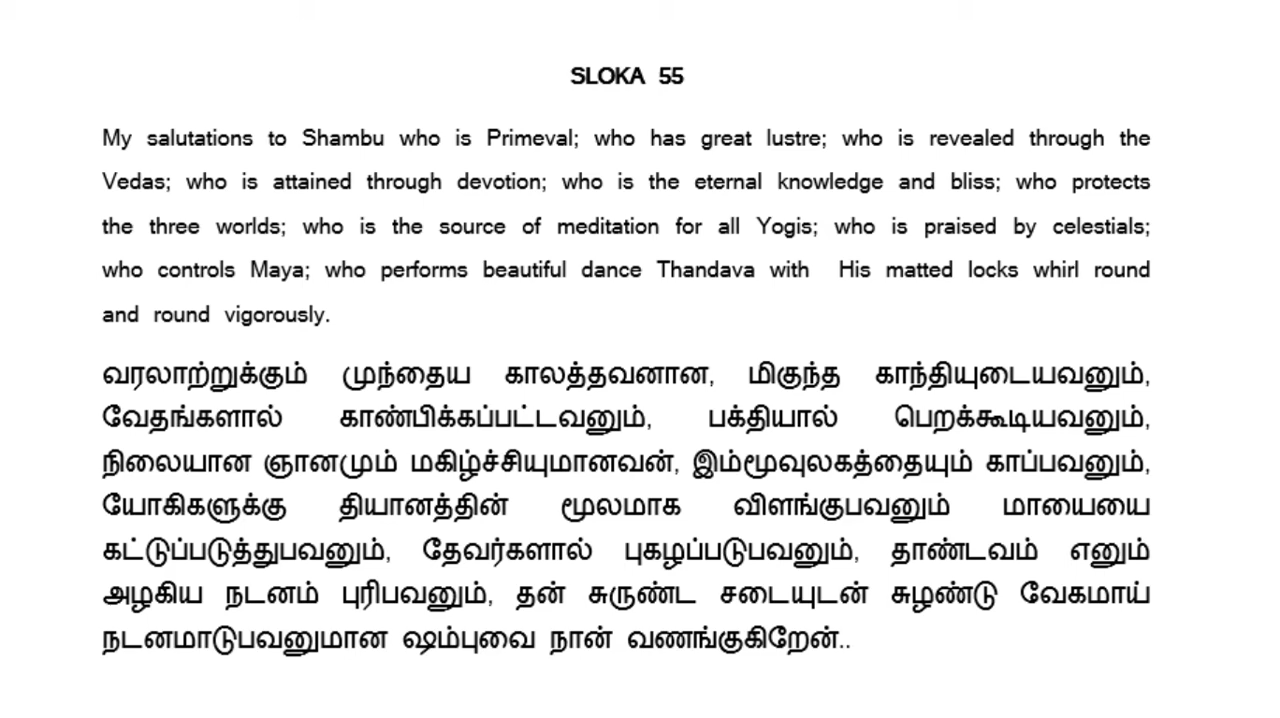 SLOKA 55
My salutations to Shambu who is Primeval; who has great lustre; who is revealed through the
Vedas; who is attained through devotion; who is the eternal knowledge and bliss; who protects
the three worlds; who is the source of meditation for all Yogis; who is praised by celestials;
who controls Maya; who performs beautiful dance Thandava with His matted locks whirl round
and round vigorously.
வரலாற்றுக்கும் முந்தைய காலத்தவனான, மிகுந்த காந்தியுடையவனும்,
வேதங்களால் காண்பிக்கப்பட்டவனும், பக்தியால் பெறக்கூடியவனும்,
நிலையான ஞானமும் மகிழ்ச்சியுமானவன், இம்மூவுலகத்தையும் காப்பவனும்,
யோகிகளுக்கு தியானத்தின் மூலமாக விளங்குபவனும் மாயையை
கட்டுப்படுத்துபவனும், தேவர்களால் புகழப்படுபவனும், தாண்டவம் எனும்
அழகிய நடனம் புரிபவனும், தன் சுருண்ட சடையுடன் சுழண்டு வேகமாய்
நடனமாடுபவனுமான ஷம்புவை நான் வணங்குகிறேன்..